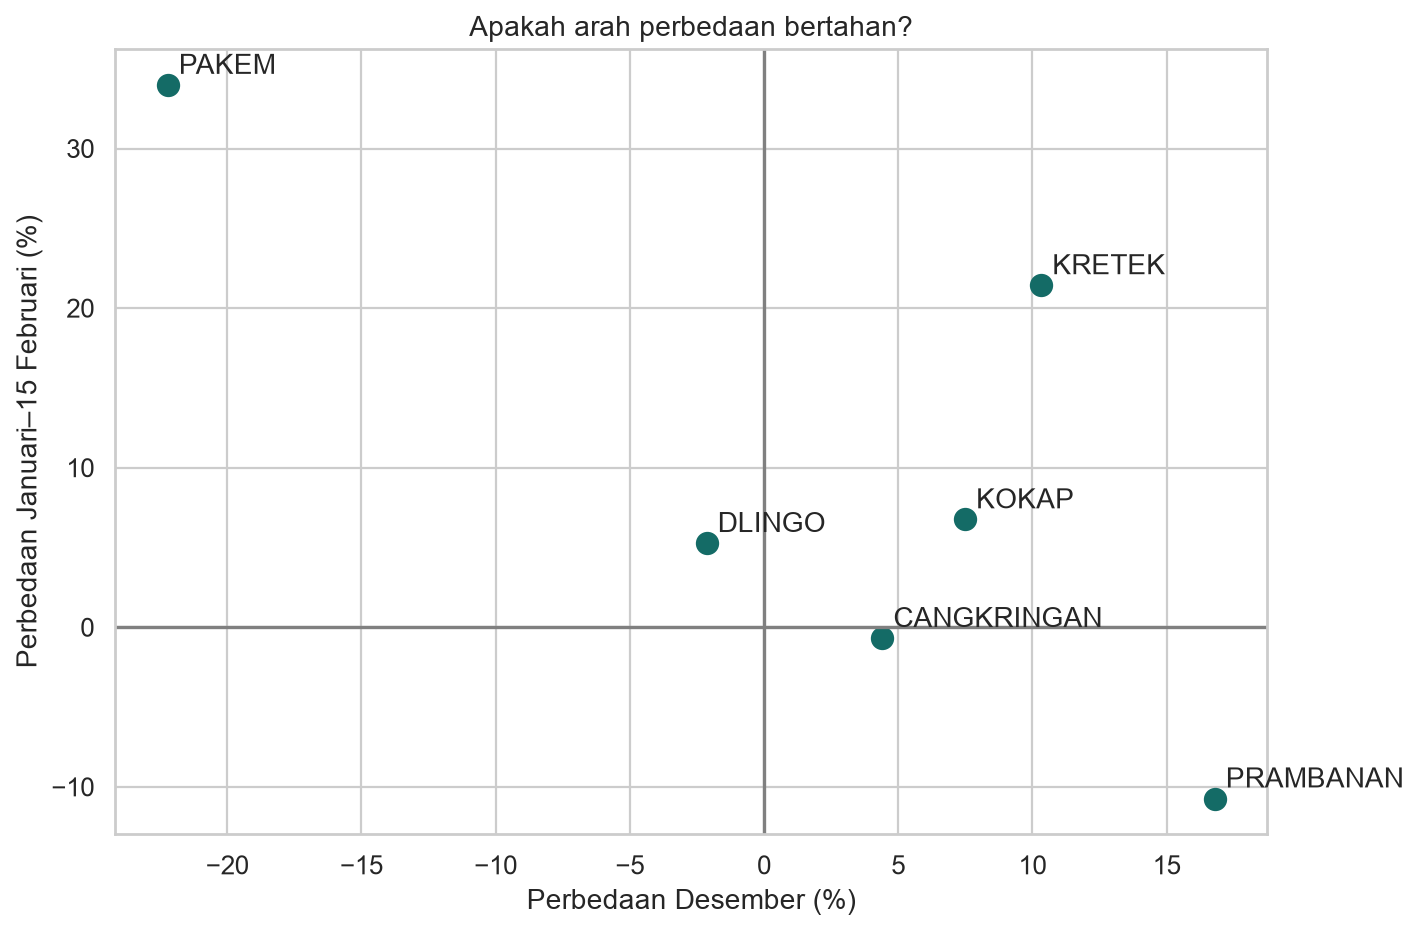 Apakah arah perbedaan bertahan?
PAKEM
KRETEK
KOKAP
DLINGO
CANGKRINGAN
PRAMBANAN
Perbedaan Januari–15 Februari (%)
30
20
10
0
−10
−20
−15
−10
−5
0
5
10
15
Perbedaan Desember (%)